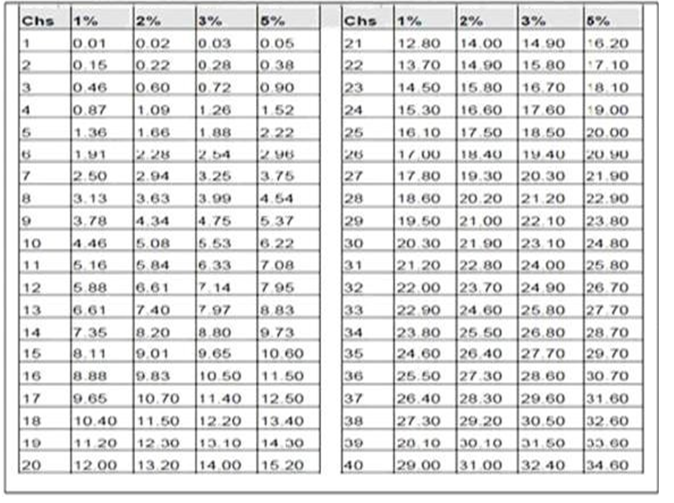 Chs 1% 2% 3% 5% Chs 1% 2% 3% 5%
1 0.01 0.02 0.03 0.05 21 12.80 14.00 14.90 16.20
2 0.15 0.22 0.28 0.38 22 13.70 14.90 15.80 17.10
3 0.46 0.60 0.72 0.90 23 14.50 15.80 16.70 18.10
4 0.87 1.09 1.26 1.52 24 15.30 16.60 17.60 19.00
5 1.36 1.66 1.88 2.22 25 16.10 17.50 18.50 20.00
6 1.91 2.28 2.54 2.96 26 17.00 18.40 19.40 20.90
7 2.50 2.94 3.25 3.75 27 17.80 19.30 20.30 21.90
8 3.13 3.63 3.99 4.54 28 18.60 20.20 21.20 22.90
9 3.78 4.34 4.75 5.37 29 19.50 21.00 22.10 23.80
10 4.46 5.08 5.53 6.22 30 20.30 21.90 23.10 24.80
11 5.16 5.84 6.33 7.08 31 21.20 22.80 24.00 25.80
12 5.88 6.61 7.14 7.95 32 22.00 23.70 24.90 26.70
13 6.61 7.40 7.97 8.83 33 22.90 24.60 25.80 27.70
14 7.35 8.20 8.80 9.73 34 23.80 25.50 26.80 28.70
15 8.11 9.01 9.65 10.60 35 24.60 26.40 27.70 29.70
16 8.88 9.83 10.50 11.50 36 25.50 27.30 28.60 30.70
17 9.65 10.70 11.40 12.50 37 26.40 28.30 29.60 31.60
18 10.40 11.50 12.20 13.40 38 27.30 29.20 30.50 32.60
19 11.20 12.30 13.10 14.30 39 28.10 30.10 31.50 33.60
20 12.00 13.20 14.00 15.20 40 29.00 31.00 32.40 34.60